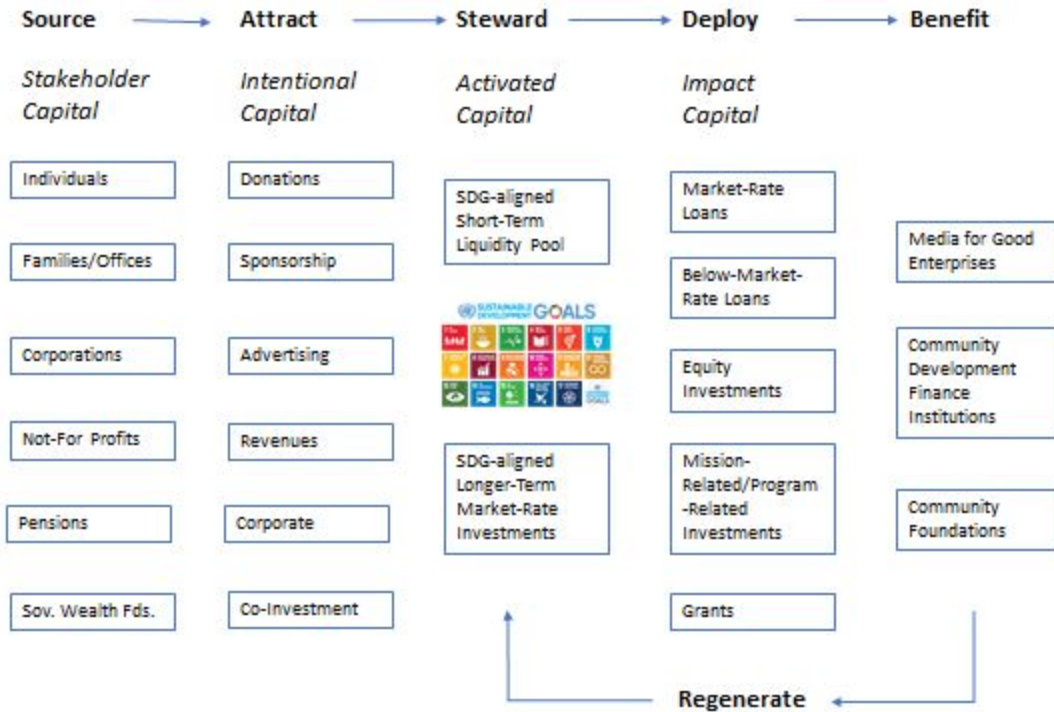 Source
Attract
Steward
Deploy
Benefit
Stakeholder
Capital
Intentional
Capital
Activated
Capital
Impact
Capital
Individuals
Families/Offices
Corporations
Not-For Profits
Pensions
Sov. Wealth Fds.
Donations
Sponsorship
Advertising
Revenues
Corporate
Co-Investment
SDG-aligned
Short-Term
Liquidity Pool
SUSTAINABLE
DEVELOPMENT
GOALS
SDG-aligned
Longer-Term
Market-Rate
Investments
Market-Rate
Loans
Below-Market-
Rate Loans
Equity
Investments
Mission-
Related/Program
-Related
Investments
Grants
Media for Good
Enterprises
Community
Development
Finance
Institutions
Community
Foundations
Regenerate